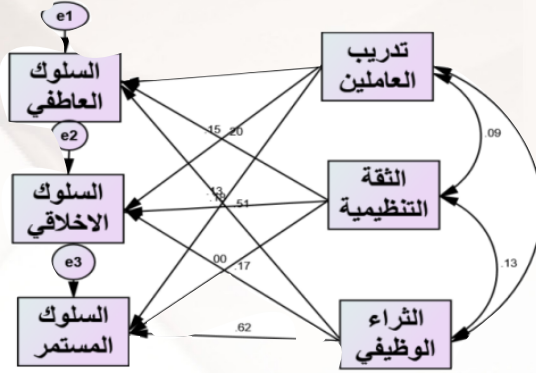 e1
السلوك
العاطفي
تدريب
العاملين
e2
.09
.15
.20
السلوك
الاخلاقي
الثقة
التنظيمية
.13
.51
e3
.00
.17
.13
السلوك
المستمر
.62
الثراء
الوظيفي